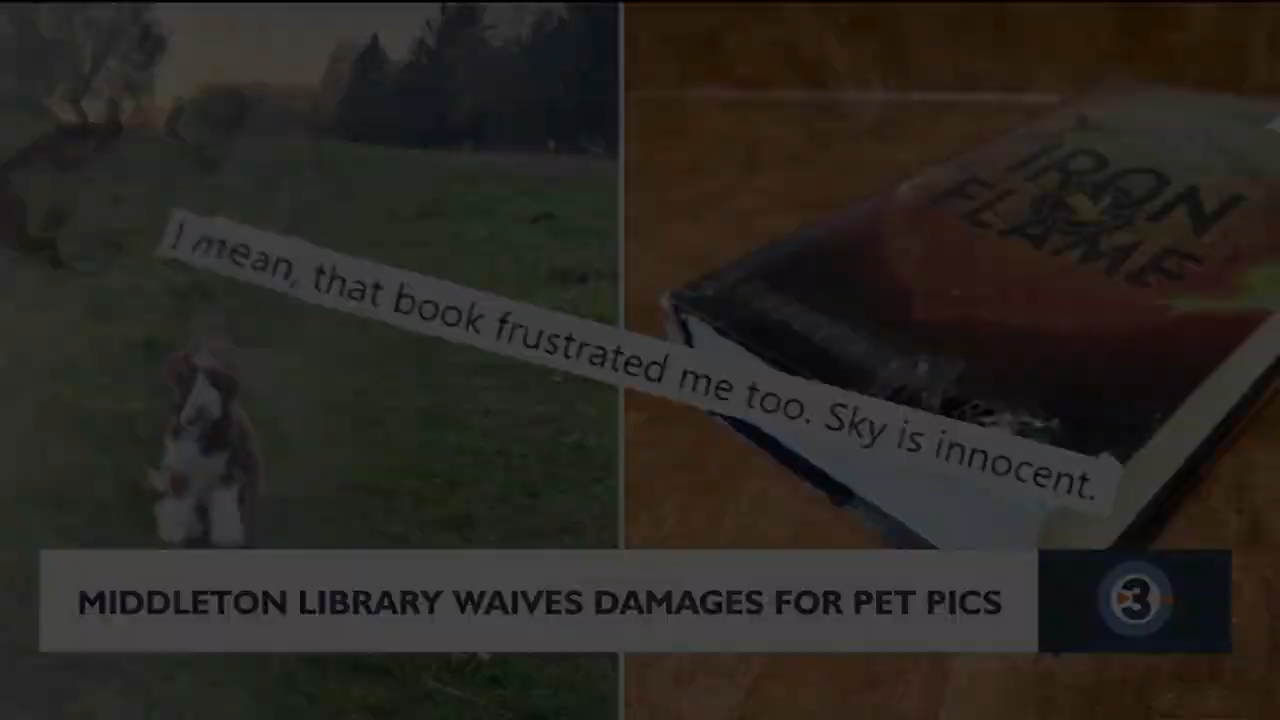 IRON
FLAME
I mean, that book frustrated me too. Sky is innocent.
MIDDLETON LIBRARY WAIVES DAMAGES FOR PET PICS
3